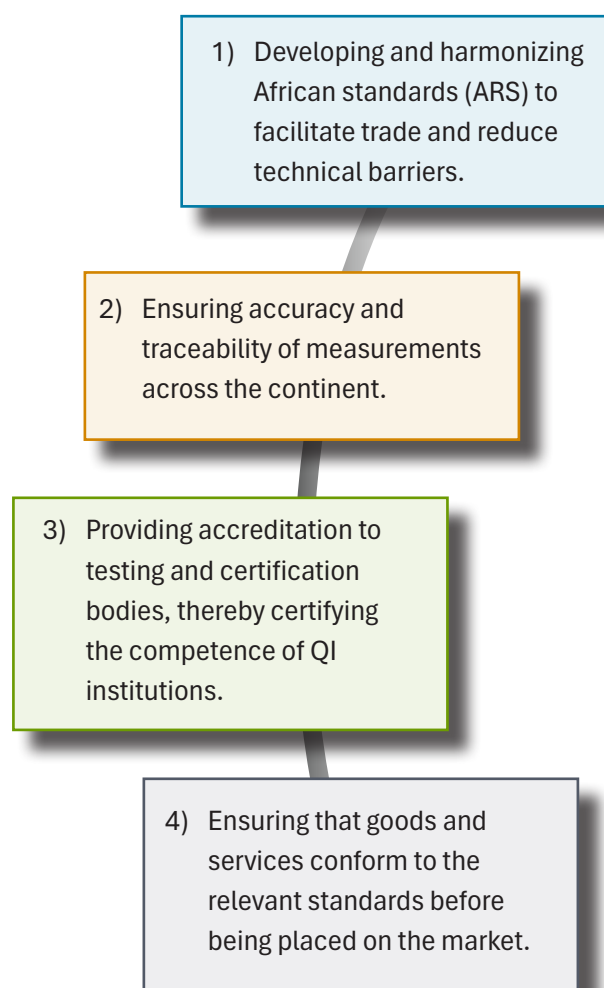 1) Developing and harmonizing
African standards (ARS) to
facilitate trade and reduce
technical barriers.
2) Ensuring accuracy and
traceability of measurements
across the continent.
3) Providing accreditation to
testing and certification
bodies, thereby certifying
the competence of QI
institutions.
4) Ensuring that goods and
services conform to the
relevant standards before
being placed on the market.